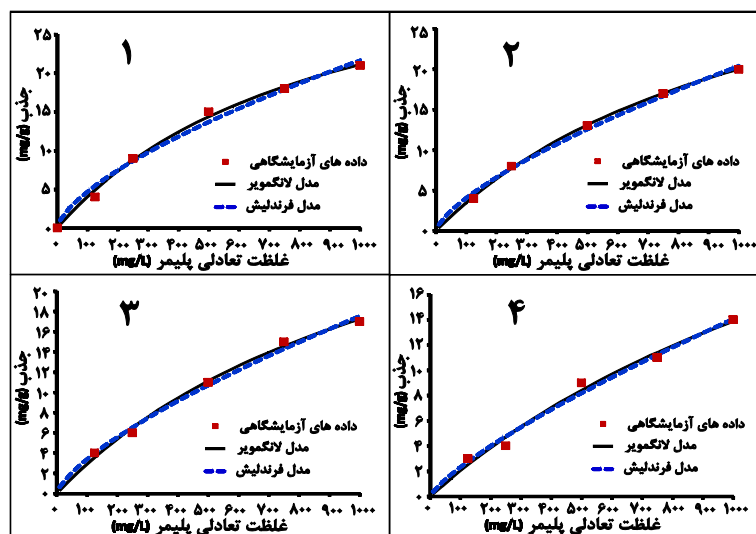 ۱
جذب (mg/g)
۲۵
۲۰
۱۵
۱۰
۵
۰
داده های آزمایشگاهی
مدل لانگمویر
مدل فرندلیش
۰ ۱۰۰ ۲۰۰ ۳۰۰ ۴۰۰ ۵۰۰ ۶۰۰ ۷۰۰ ۸۰۰ ۹۰۰ ۱۰۰۰
غلظت تعادلی پلیمر (mg/L)
۲
جذب (mg/g)
۲۵
۲۰
۱۵
۱۰
۵
۰
داده های آزمایشگاهی
مدل لانگمویر
مدل فرندلیش
۰ ۱۰۰ ۲۰۰ ۳۰۰ ۴۰۰ ۵۰۰ ۶۰۰ ۷۰۰ ۸۰۰ ۹۰۰ ۱۰۰۰
غلظت تعادلی پلیمر (mg/L)
۳
جذب (mg/g)
۲۰
۱۸
۱۶
۱۴
۱۲
۱۰
۸
۶
۴
۲
۰
داده های آزمایشگاهی
مدل لانگمویر
مدل فرندلیش
۰ ۱۰۰ ۲۰۰ ۳۰۰ ۴۰۰ ۵۰۰ ۶۰۰ ۷۰۰ ۸۰۰ ۹۰۰ ۱۰۰۰
غلظت تعادلی پلیمر (mg/L)
۴
جذب (mg/g)
۱۶
۱۴
۱۲
۱۰
۸
۶
۴
۲
۰
داده های آزمایشگاهی
مدل لانگمویر
مدل فرندلیش
۰ ۱۰۰ ۲۰۰ ۳۰۰ ۴۰۰ ۵۰۰ ۶۰۰ ۷۰۰ ۸۰۰ ۹۰۰ ۱۰۰۰
غلظت تعادلی پلیمر (mg/L)